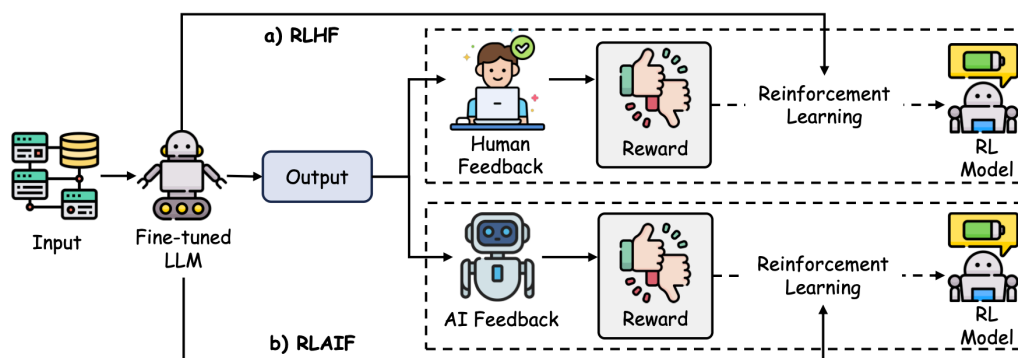 a) RLHF
Input
Fine-tuned
LLM
Output
Human
Feedback
Reward
Reinforcement
Learning
RL
Model
AI Feedback
Reward
Reinforcement
Learning
RL
Model
b) RLAIF